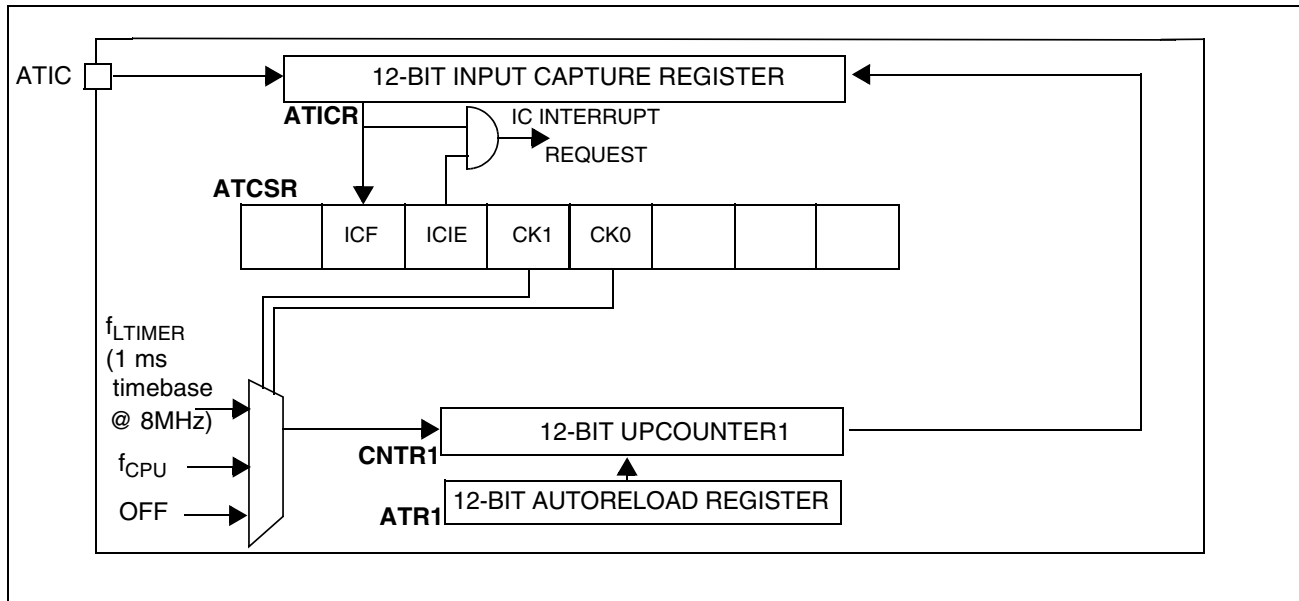 ATIC
12-BIT INPUT CAPTURE REGISTER
ATICR
IC INTERRUPT
REQUEST
ATCSR
ICF
ICIE
CK1
CK0
fLTIMER
(1 ms
timebase
@ 8MHz)
fCPU
OFF
12-BIT UPCOUNTER1
CNTR1
12-BIT AUTORELOAD REGISTER
ATR1